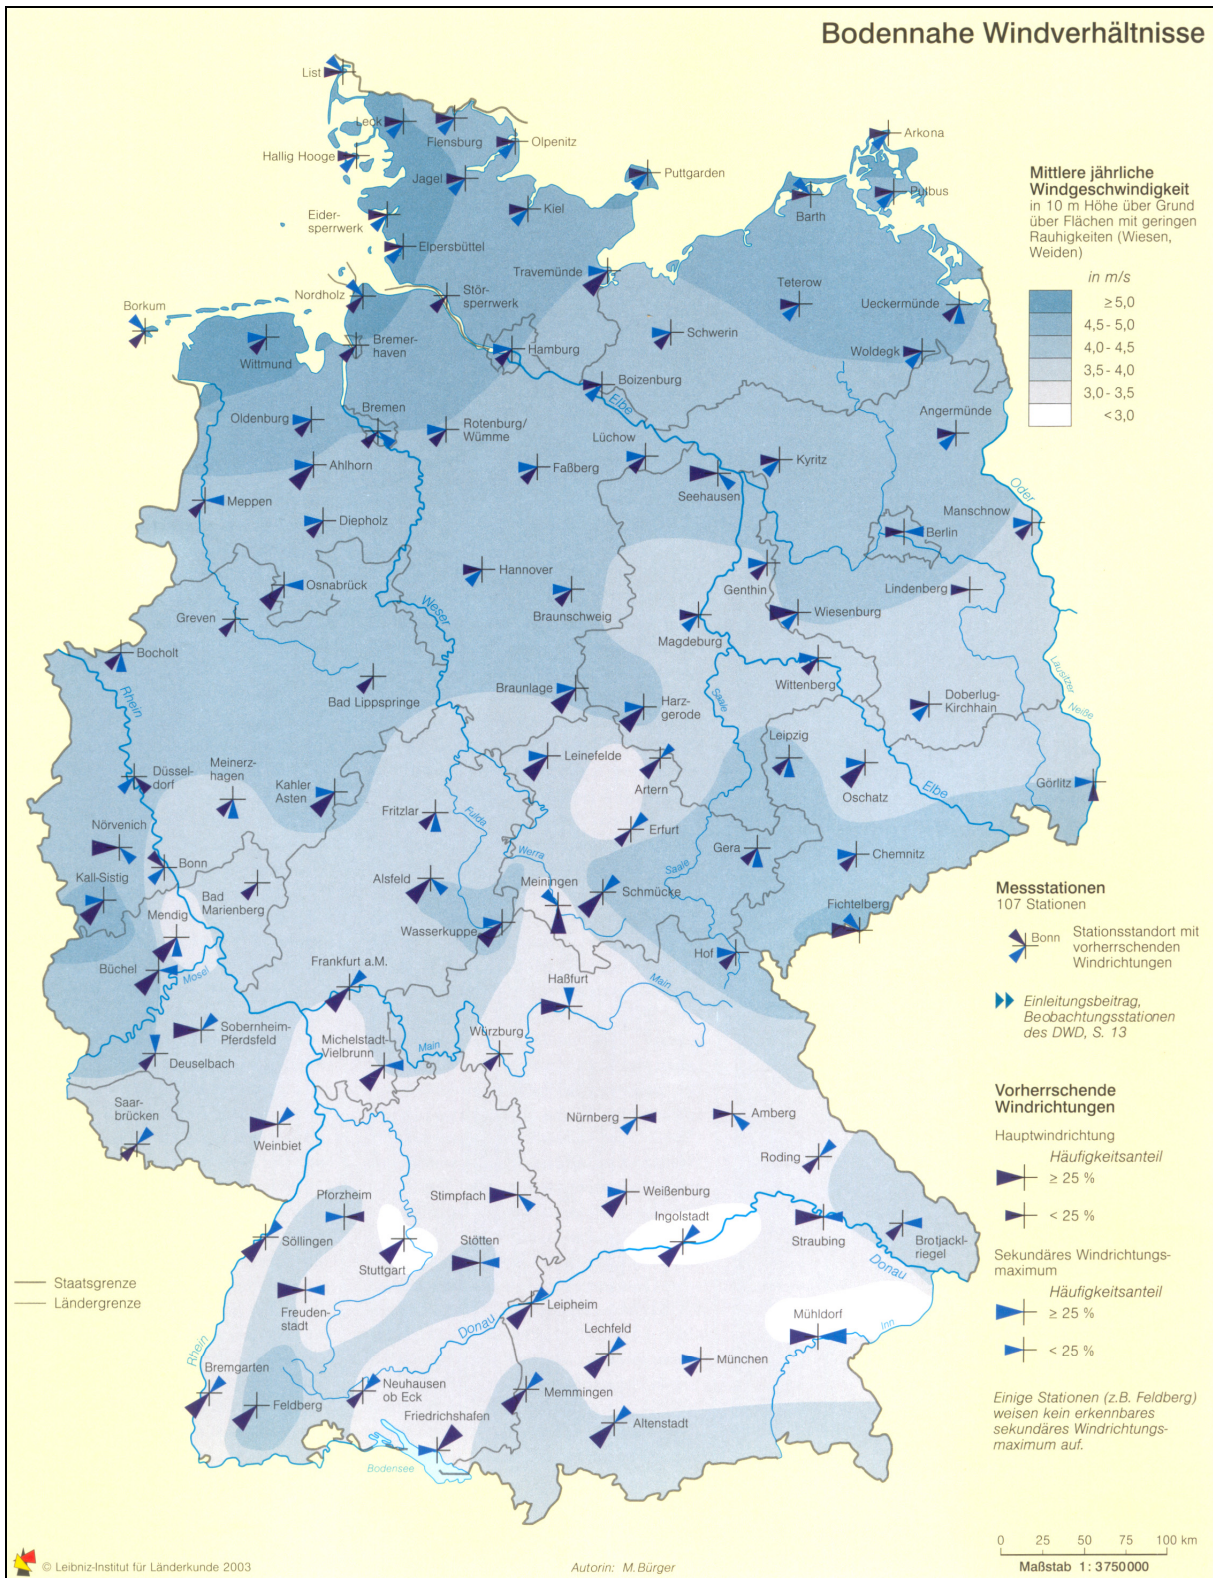 Bodennahe Windverhältnisse
List
Leck
Flensburg
Olpenitz
Arkona
Hallig Hooge
Jagel
Puttgarden
Putbus
Barth
Kiel
Eider-
sperrwerk
Elpersbüttel
Travemünde
Teterow
Ueckermünde
Nordholz
Stör-
sperrwerk
Borkum
Schwerin
Bremer-
haven
Wittmund
Hamburg
Woldegk
Boizenburg
Elbe
Oldenburg
Bremen
Rotenburg/
Wümme
Lüchow
Angermünde
Ahlhorn
Faßberg
Kyritz
Seehausen
Oder
Meppen
Manschnow
Diepholz
Berlin
Hannover
Genthin
Lindenberg
Osnabrück
Braunschweig
Weser
Wiesenburg
Greven
Magdeburg
Bocholt
Wittenberg
Lausitzer
Neiße
Rhein
Bad Lippspringe
Braunlage
Harz-
gerode
Saale
Doberlug-
Kirchhain
Leipzig
Leinefelde
Düssel-
dorf
Meinerz-
hagen
Kahler
Asten
Artern
Oschatz
Elbe
Görlitz
Fritzlar
Fulda
Nörvenich
Erfurt
Werra
Gera
Saale
Chemnitz
Bonn
Kall-Sistig
Bad
Marienberg
Alsfeld
Meiningen
Schmücke
Mendig
Wasserkuppe
Fichtelberg
Hof
Büchel
Mosel
Frankfurt a.M.
Haßfurt
Main
Sobernheim-
Pferdsfeld
Michelstadt-
Vielbrunn
Main
Würzburg
Deuselbach
Saar-
brücken
Weinbiet
Nürnberg
Amberg
Roding
Pforzheim
Stimpfach
Weißenburg
Ingolstadt
Söllingen
Stuttgart
Stötten
Straubing
Brotjackl-
riegel
Donau
Freuden-
stadt
Leipheim
Donau
Lechfeld
Mühldorf
Inn
Rhein
Bremgarten
München
Neuhausen
ob Eck
Memmingen
Feldberg
Friedrichshafen
Altenstadt
Bodensee
Mittlere jährliche
Windgeschwindigkeit
in 10 m Höhe über Grund
über Flächen mit geringen
Rauhigkeiten (Wiesen,
Weiden)
in m/s
≥ 5,0
4,5 - 5,0
4,0 - 4,5
3,5 - 4,0
3,0 - 3,5
< 3,0
Messstationen
107 Stationen
Bonn
Stationsstandort mit
vorherrschenden
Windrichtungen
Einleitungsbeitrag,
Beobachtungsstationen
des DWD, S. 13
Vorherrschende
Windrichtungen
Hauptwindrichtung
Häufigkeitsanteil
≥ 25 %
< 25 %
Sekundäres Windrichtungs-
maximum
Häufigkeitsanteil
≥ 25 %
< 25 %
Einige Stationen (z.B. Feldberg)
weisen kein erkennbares
sekundäres Windrichtungs-
maximum auf.
Staatsgrenze
Ländergrenze
0 25 50 75 100 km
Maßstab 1 : 3750000
© Leibniz-Institut für Länderkunde 2003
Autorin: M. Bürger